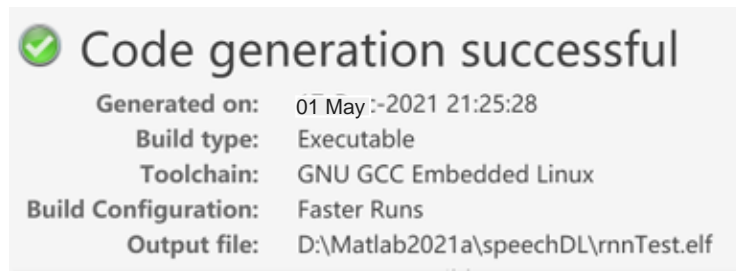 Code generation successful
Generated on: 01 May :-2021 21:25:28
Build type: Executable
Toolchain: GNU GCC Embedded Linux
Build Configuration: Faster Runs
Output file: D:\Matlab2021a\speechDL\rnnTest.elf